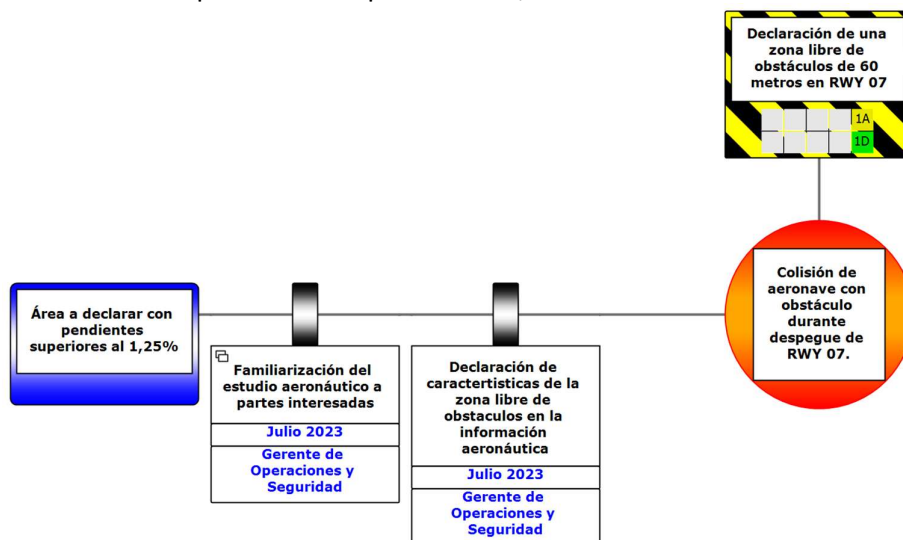 Declaración de una
zona libre de
obstáculos de 60
metros en RWY 07
1A
1D
Área a declarar con
pendientes
superiores al 1,25%
Familiarización del
estudio aeronáutico a
partes interesadas
Julio 2023
Gerente de
Operaciones y
Seguridad
Declaración de
caractertisticas de la
zona libre de
obstaculos en la
información
aeronáutica
Julio 2023
Gerente de
Operaciones y
Seguridad
Colisión de
aeronave con
obstáculo
durante
despegue de
RWY 07.